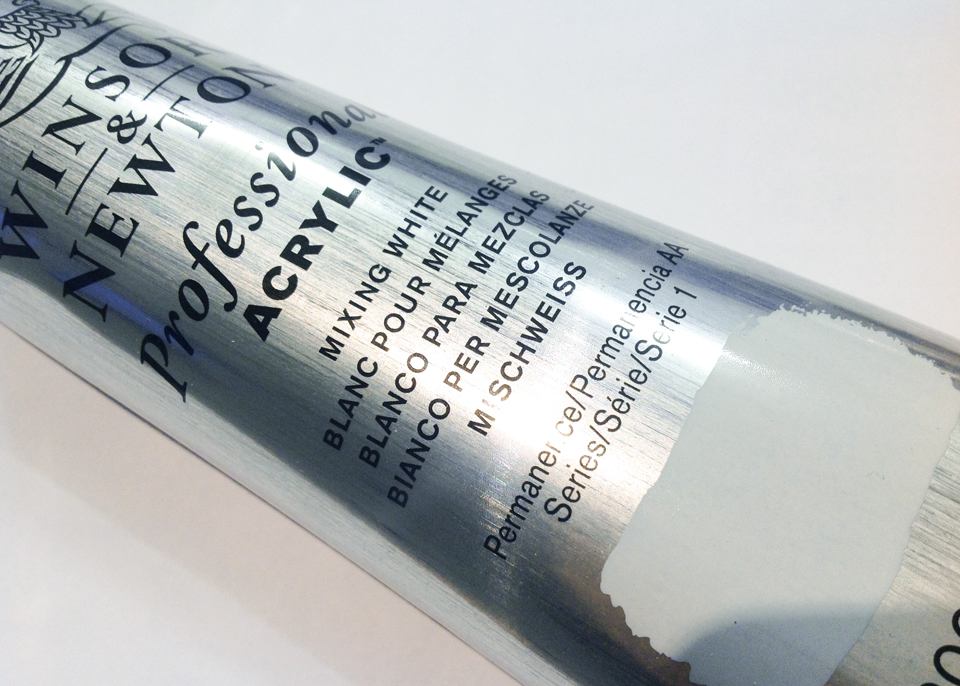 WINSOR
&
NEWTON
Professional
ACRYLIC™
MIXING WHITE
BLANC POUR MÉLANGES
BLANCO PARA MEZCLAS
BIANCO PER MESCOLANZE
MISCHWEISS
Permanence/Permanencia AA
Series/Série/Serie 1